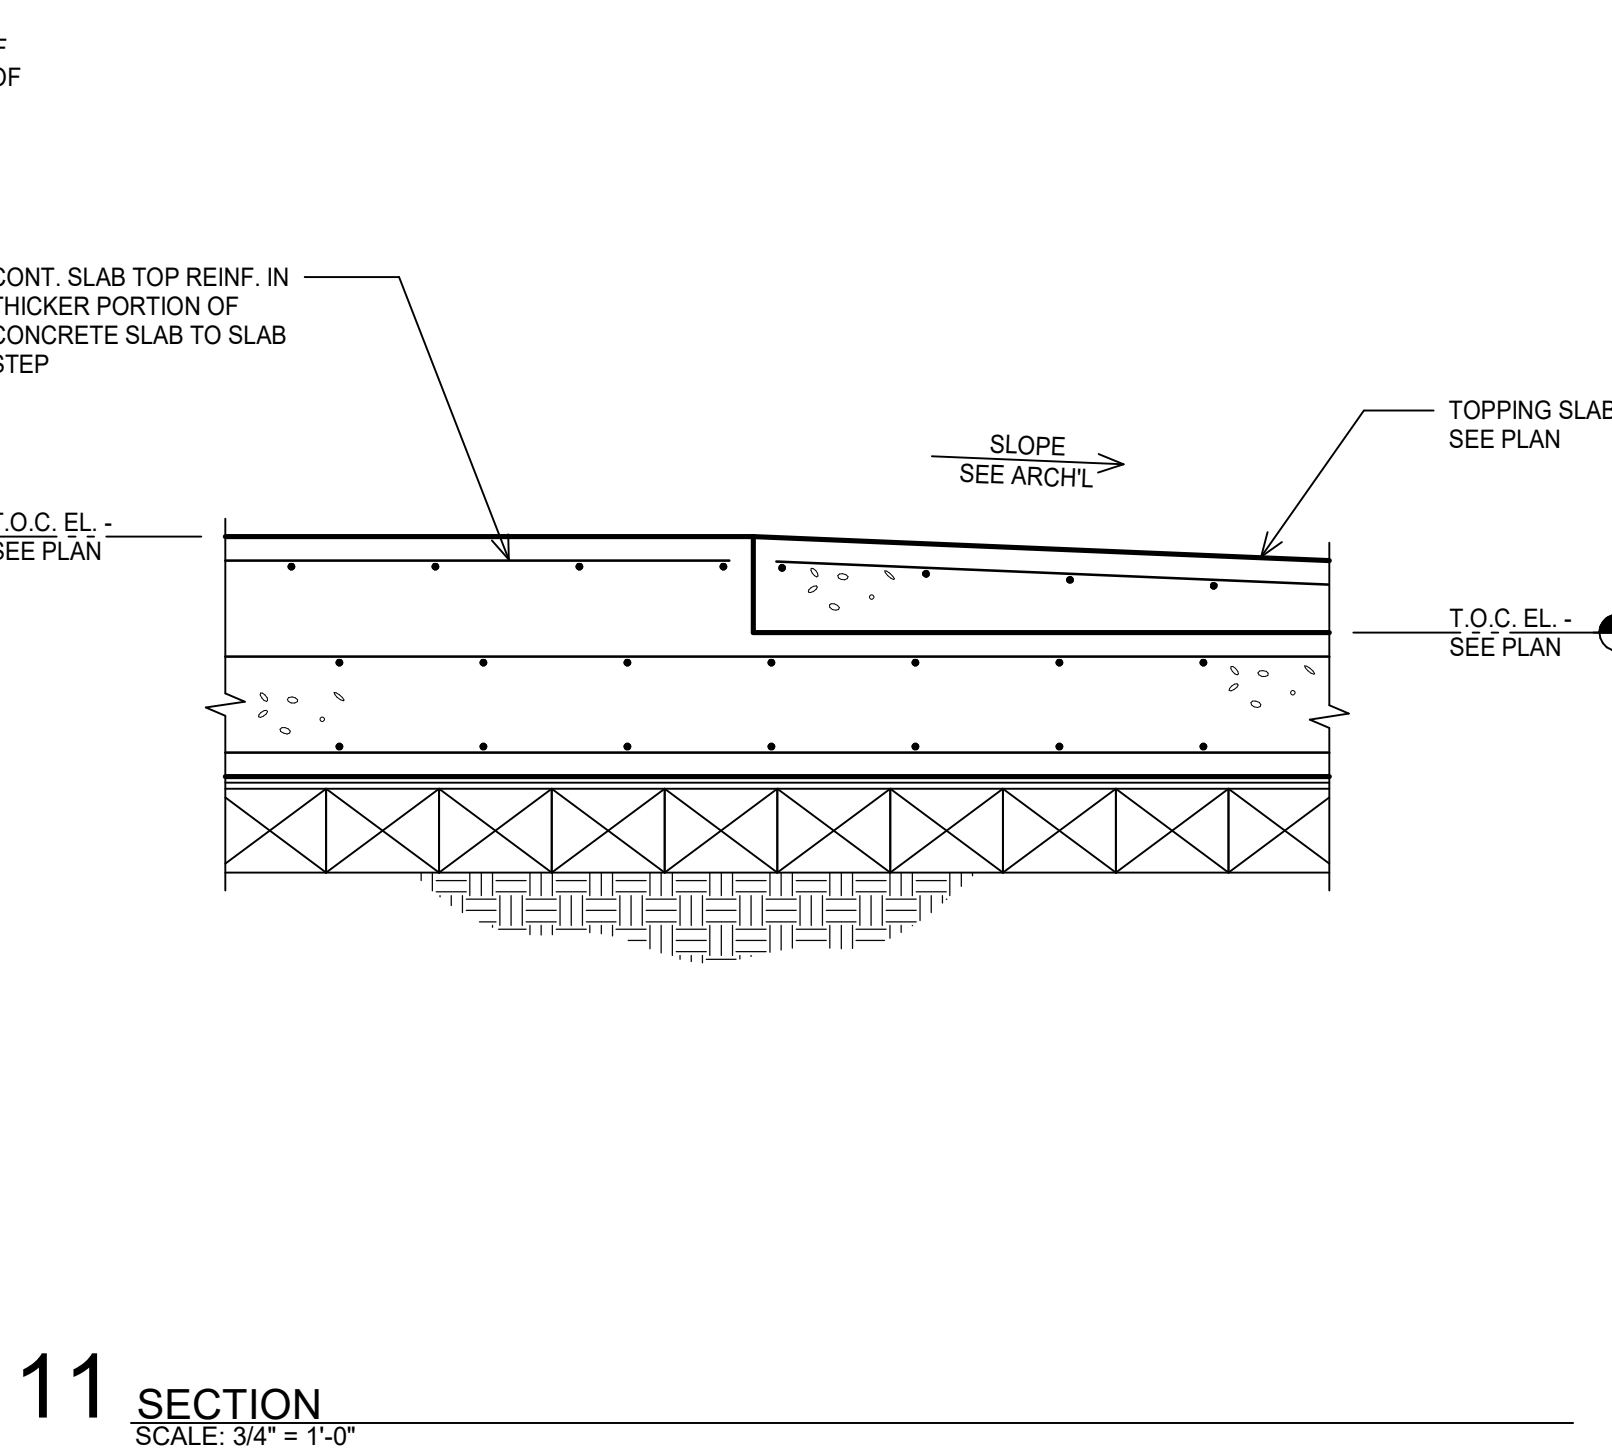 OF
CONT. SLAB TOP REINF. IN
THICKER PORTION OF
CONCRETE SLAB TO SLAB
STEP
TOPPING SLAB
SEE PLAN
SLOPE
SEE ARCH'L
T.O.C. EL. -
SEE PLAN
T.O.C. EL. -
SEE PLAN
11
SECTION
SCALE: 3/4" = 1'-0"